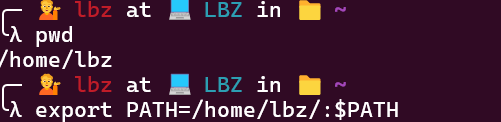 ╭─ 💁 lbz at 💻 LBZ in 📁 ~
╰λ pwd
/home/lbz
╭─ 💁 lbz at 💻 LBZ in 📁 ~
╰λ export PATH=/home/lbz/:$PATH